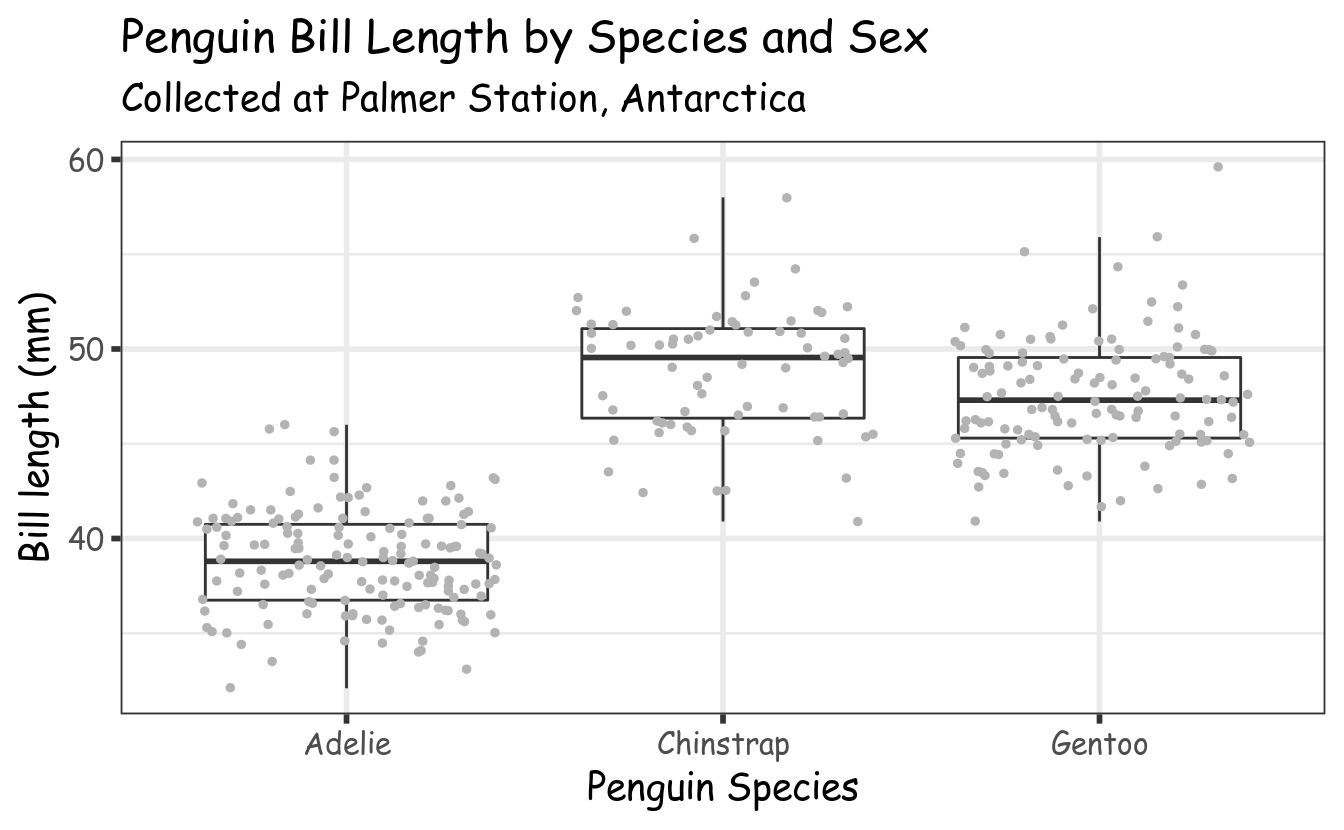 Penguin Bill Length by Species and Sex
Collected at Palmer Station, Antarctica
60
50
40
Bill length (mm)
Adelie
Chinstrap
Gentoo
Penguin Species